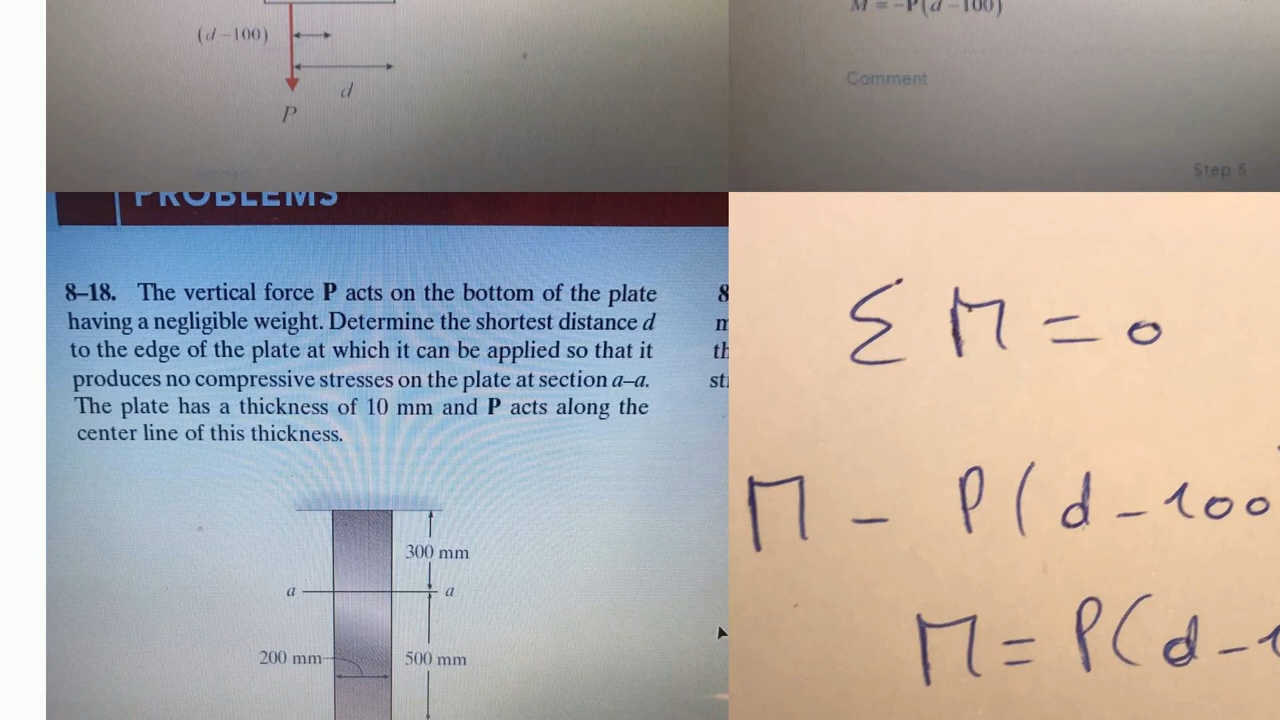 (d-100)
d
P
M = -P(d-100)
Comment
Step 5
PROBLEMS
8–18. The vertical force P acts on the bottom of the plate
having a negligible weight. Determine the shortest distance d
to the edge of the plate at which it can be applied so that it
produces no compressive stresses on the plate at section a–a.
The plate has a thickness of 10 mm and P acts along the
center line of this thickness.
8
th
300 mm
a
a
200 mm
500 mm
Σ M = 0
M - P(d-100
M = P(d-1